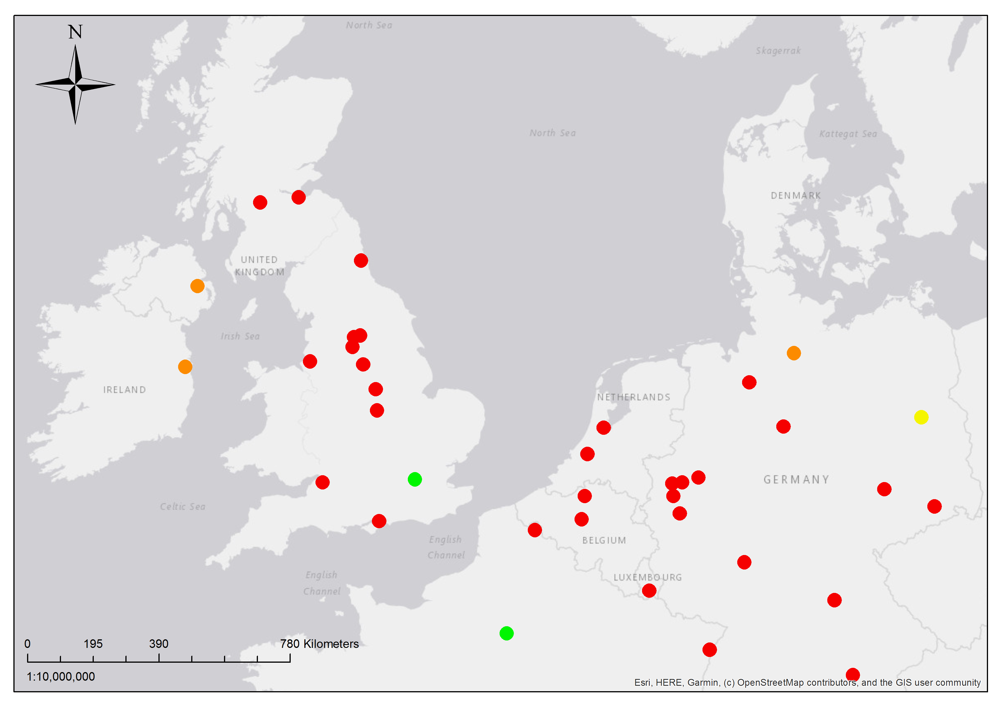 North Sea
N
Skagerrak
North Sea
Kattegat Sea
DENMARK
UNITED
KINGDOM
Irish Sea
IRELAND
NETHERLANDS
GERMANY
Celtic Sea
English
Channel
BELGIUM
English
Channel
LUXEMBOURG
0 195 390 780 Kilometers
1:10,000,000
Esri, HERE, Garmin, (c) OpenStreetMap contributors, and the GIS user community